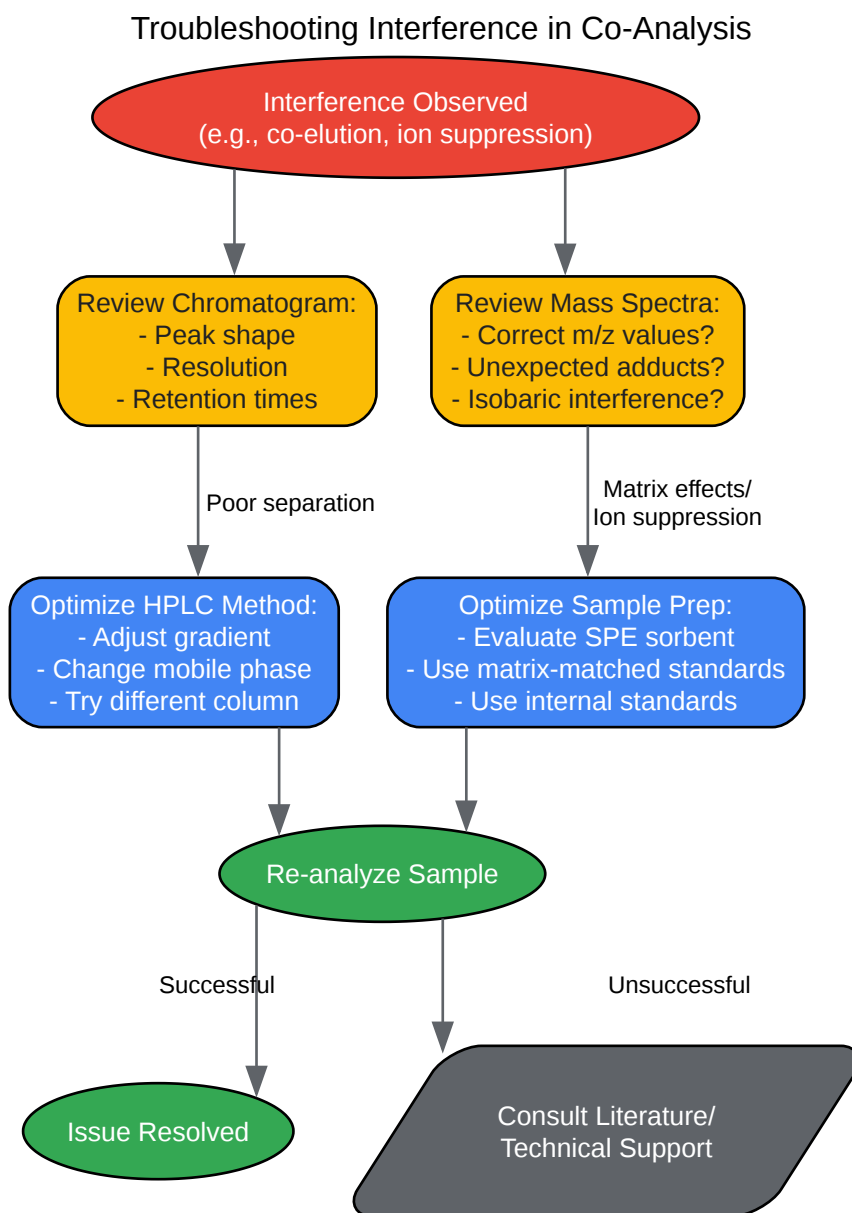 Troubleshooting Interference in Co-Analysis
Interference Observed
(e.g., co-elution, ion suppression)
Review Chromatogram:
- Peak shape
- Resolution
- Retention times
Review Mass Spectra:
- Correct m/z values?
- Unexpected adducts?
- Isobaric interference?
Poor separation
Matrix effects/
Ion suppression
Optimize HPLC Method:
- Adjust gradient
- Change mobile phase
- Try different column
Optimize Sample Prep:
- Evaluate SPE sorbent
- Use matrix-matched standards
- Use internal standards
Re-analyze Sample
Successful
Unsuccessful
Issue Resolved
Consult Literature/
Technical Support